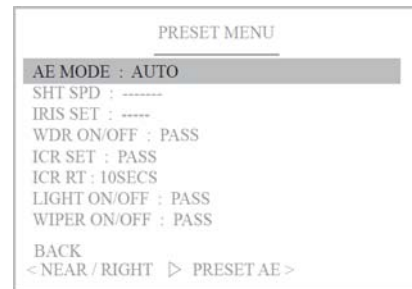 PRESET MENU
AE MODE : AUTO
SHT SPD : -------
IRIS SET : -----
WDR ON/OFF : PASS
ICR SET : PASS
ICR RT : 10SECS
LIGHT ON/OFF : PASS
WIPER ON/OFF : PASS
BACK
< NEAR / RIGHT ▷ PRESET AE >